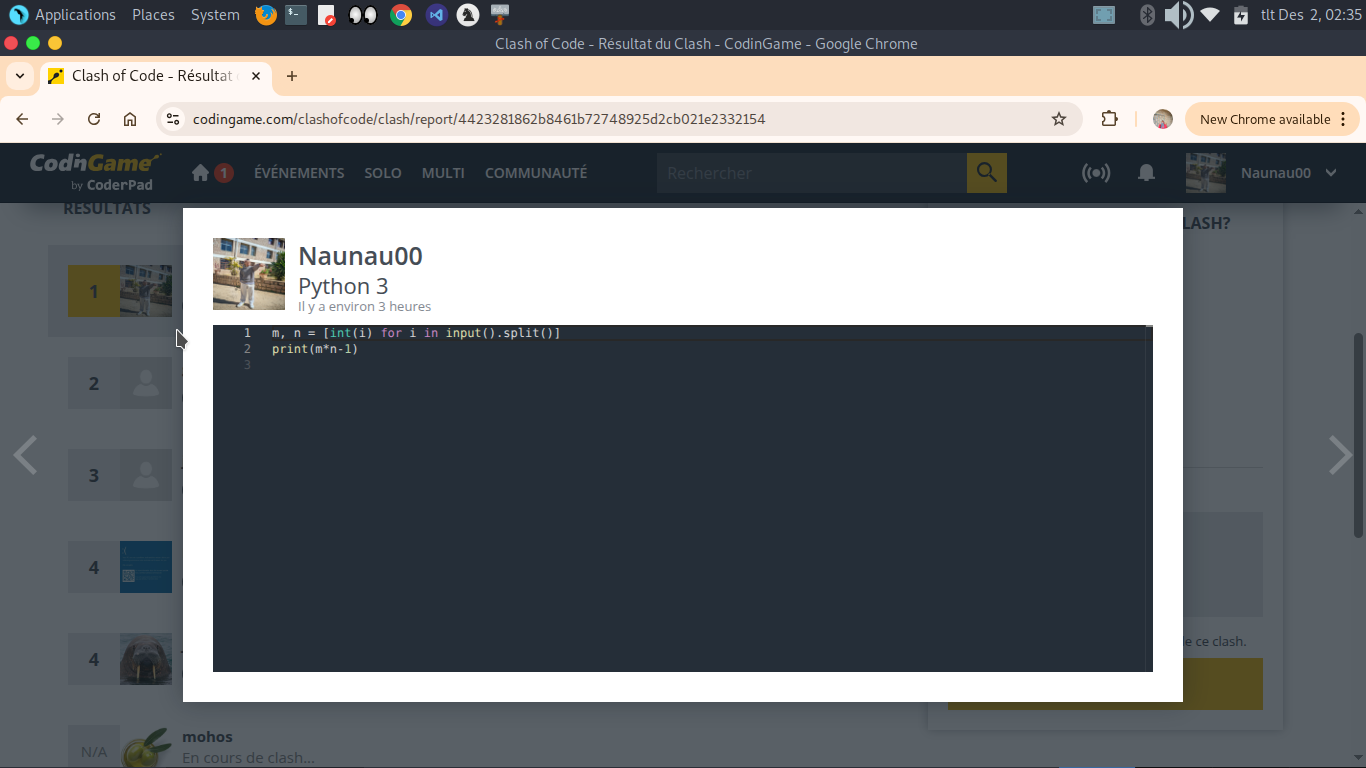 Applications Places System tlt Des 2, 02:35
Clash of Code - Résultat du Clash - CodinGame - Google Chrome
Clash of Code - Résultat
codingame.com/clashofcode/clash/report/4423281862b8461b72748925d2cb021e2332154
New Chrome available
CodinGame
by CoderPad
1
ÉVÉNEMENTS SOLO MULTI COMMUNAUTÉ
Rechercher
Naunau00
RÉSULTATS
LASH?
Naunau00
Python 3
Il y a environ 3 heures
1 m, n = [int(i) for i in input().split()]
2 print(m*n-1)
3
1
2
3
4
4
e ce clash.
N/A
mohos
En cours de clash...